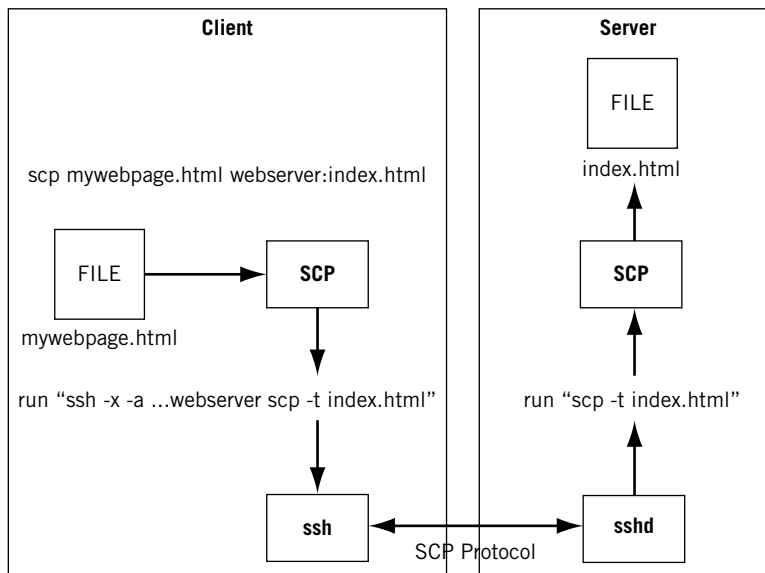 Client
scp mywebpage.html webserver:index.html
FILE
mywebpage.html
SCP
run “ssh -x -a ...webserver scp -t index.html”
ssh
SCP Protocol
Server
FILE
index.html
SCP
run “scp -t index.html”
sshd